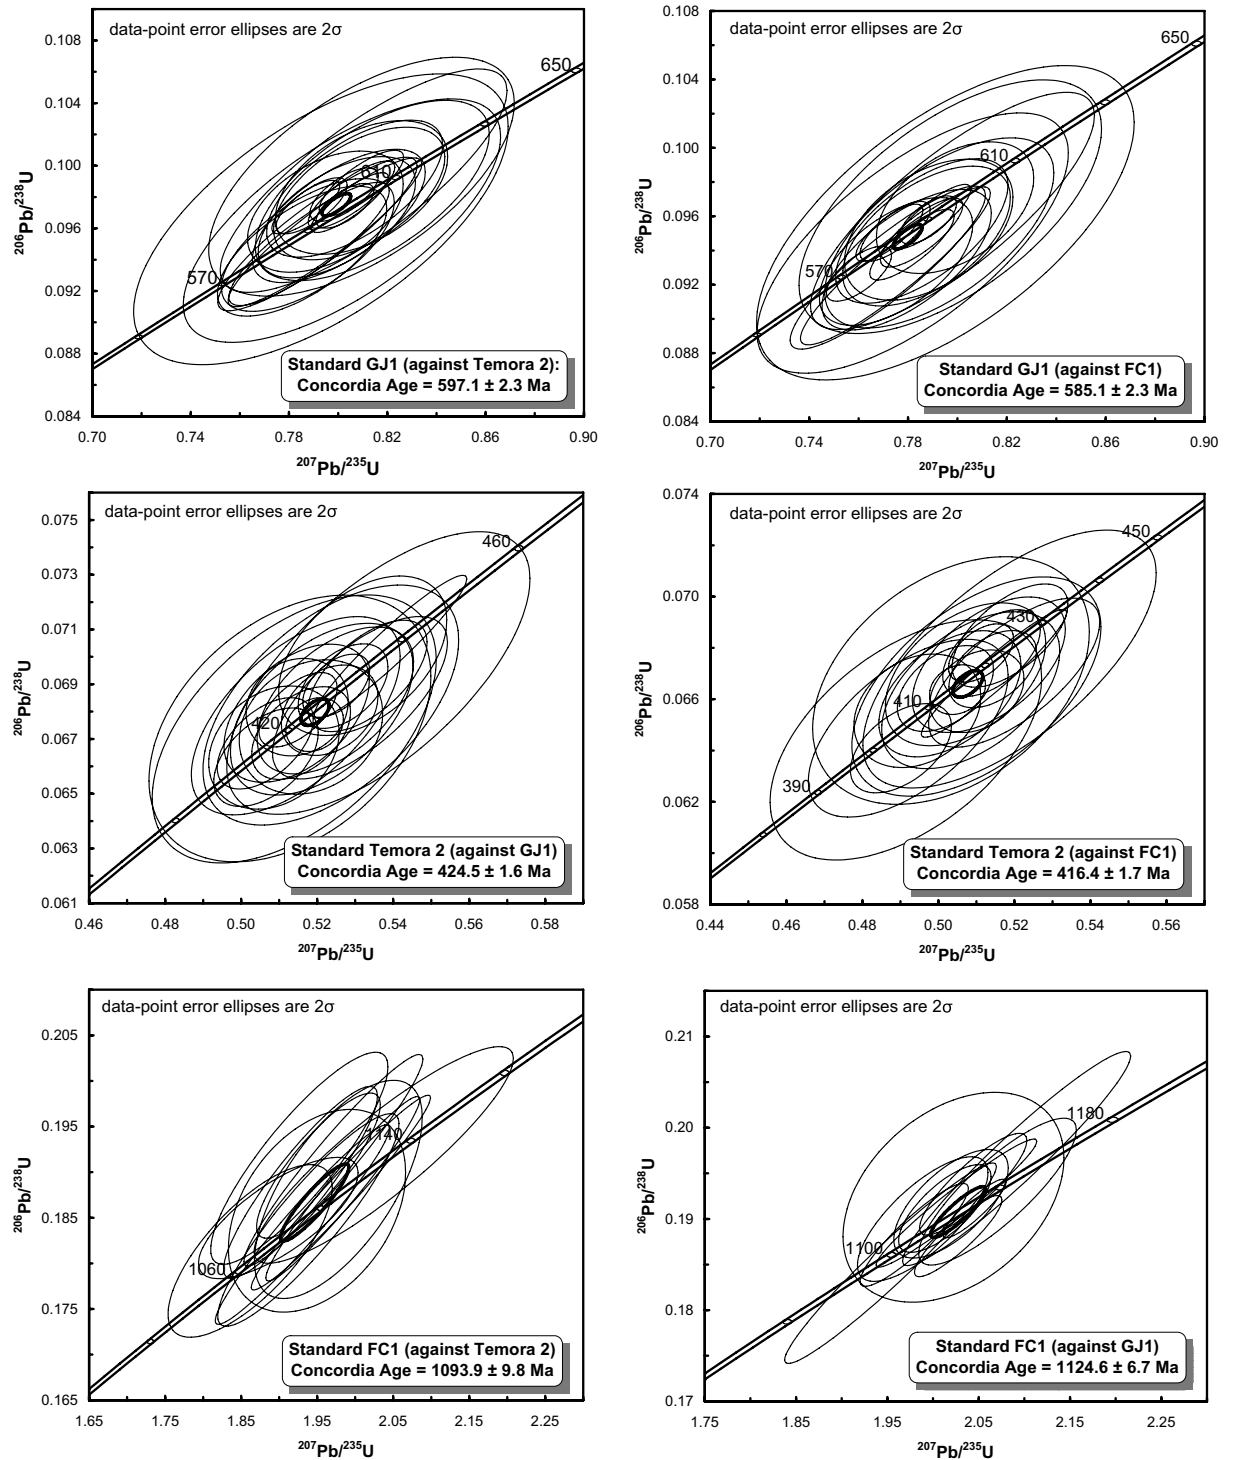 data-point error ellipses are 2σ
0.108
0.104
0.100
0.096
0.092
0.088
0.084
206Pb/238U
650
610
570
Standard GJ1 (against Temora 2):
Concordia Age = 597.1 ± 2.3 Ma
0.70 0.74 0.78 0.82 0.86 0.90
207Pb/235U
data-point error ellipses are 2σ
0.108
0.104
0.100
0.096
0.092
0.088
0.084
206Pb/238U
650
610
570
Standard GJ1 (against FC1)
Concordia Age = 585.1 ± 2.3 Ma
0.70 0.74 0.78 0.82 0.86 0.90
207Pb/235U
data-point error ellipses are 2σ
0.075
0.073
0.071
0.069
0.067
0.065
0.063
0.061
206Pb/238U
460
420
Standard Temora 2 (against GJ1)
Concordia Age = 424.5 ± 1.6 Ma
0.46 0.48 0.50 0.52 0.54 0.56 0.58
207Pb/235U
data-point error ellipses are 2σ
0.074
0.070
0.066
0.062
0.058
206Pb/238U
450
430
410
390
Standard Temora 2 (against FC1)
Concordia Age = 416.4 ± 1.7 Ma
0.44 0.46 0.48 0.50 0.52 0.54 0.56
207Pb/235U
data-point error ellipses are 2σ
0.205
0.195
0.185
0.175
0.165
206Pb/238U
1140
1060
Standard FC1 (against Temora 2)
Concordia Age = 1093.9 ± 9.8 Ma
1.65 1.75 1.85 1.95 2.05 2.15 2.25
207Pb/235U
data-point error ellipses are 2σ
0.21
0.20
0.19
0.18
0.17
206Pb/238U
1180
1100
Standard FC1 (against GJ1)
Concordia Age = 1124.6 ± 6.7 Ma
1.75 1.85 1.95 2.05 2.15 2.25
207Pb/235U